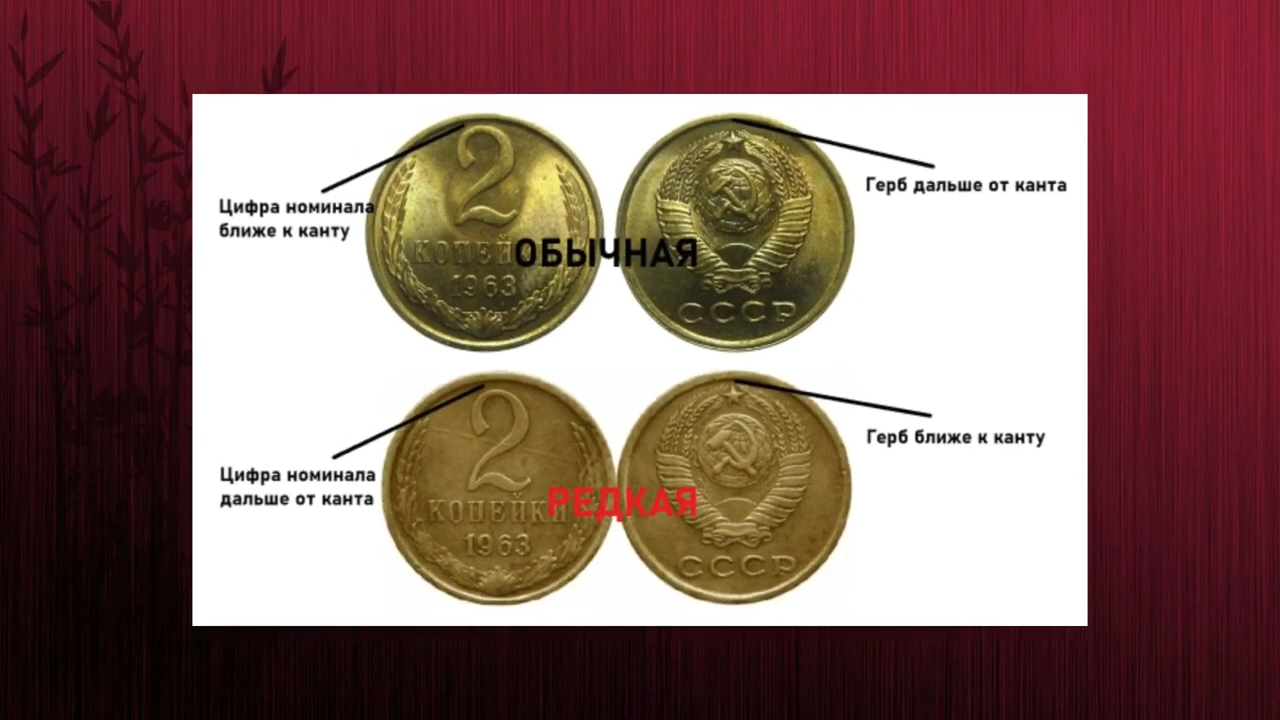 2
КОПЕЙКИ
1963
СССР
Цифра номинала
ближе к канту
Герб дальше от канта
ОБЫЧНАЯ
2
КОПЕЙКИ
1963
СССР
Цифра номинала
дальше от канта
Герб ближе к канту
РЕДКАЯ